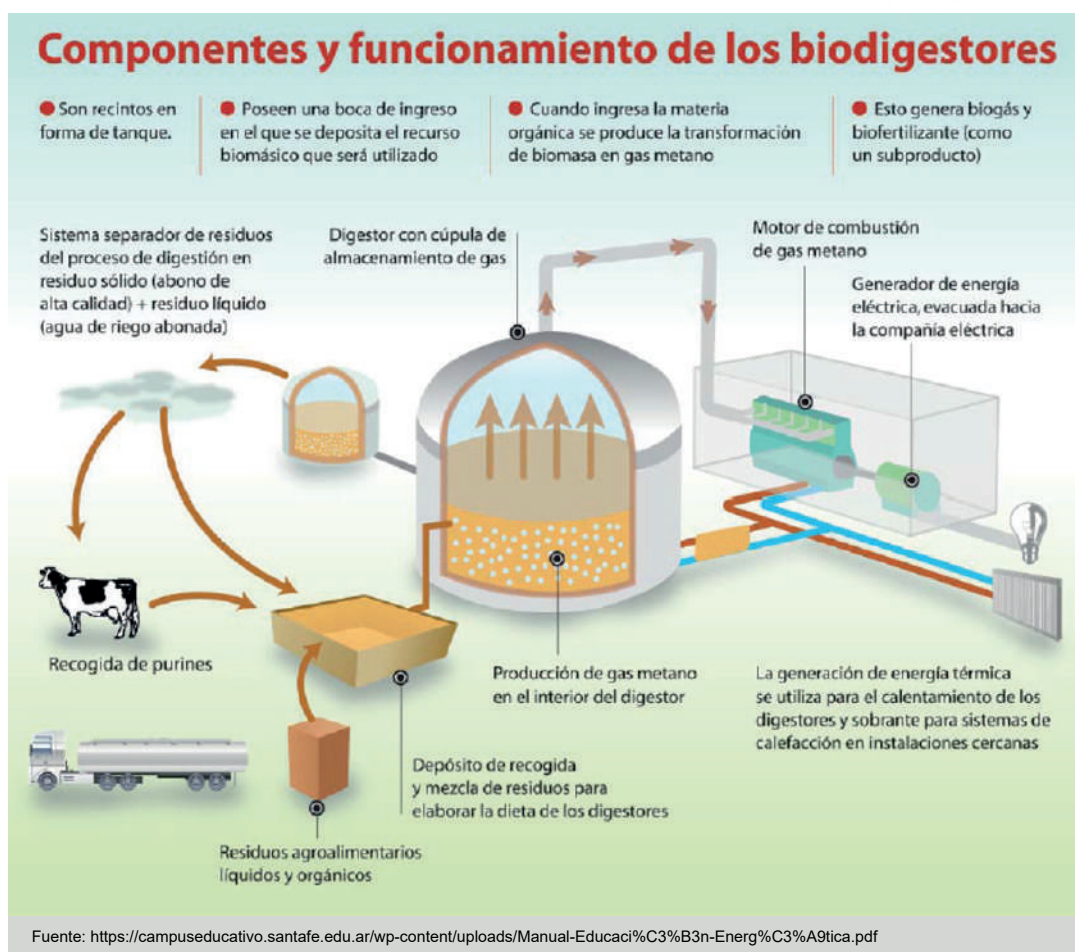 Componentes y funcionamiento de los biodigestores
● Son recintos en
forma de tanque.
● Poseen una boca de ingreso
en el que se deposita el recurso
biomásico que será utilizado
● Cuando ingresa la materia
orgánica se produce la transformación
de biomasa en gas metano
● Esto genera biogás y
biofertilizante (como
un subproducto)
Sistema separador de residuos
del proceso de digestión en
residuo sólido (abono de
alta calidad) + residuo líquido
(agua de riego abonada)
Digestor con cúpula de
almacenamiento de gas
Motor de combustión
de gas metano
Generador de energía
eléctrica, evacuada hacia
la compañía eléctrica
Recogida de purines
Producción de gas metano
en el interior del digestor
La generación de energía térmica
se utiliza para el calentamiento de los
digestores y sobrante para sistemas de
calefacción en instalaciones cercanas
Depósito de recogida
y mezcla de residuos para
elaborar la dieta de los digestores
Residuos agroalimentarios
líquidos y orgánicos
Fuente: https://campuseducativo.santafe.edu.ar/wp-content/uploads/Manual-Educaci%C3%B3n-Energ%C3%A9tica.pdf